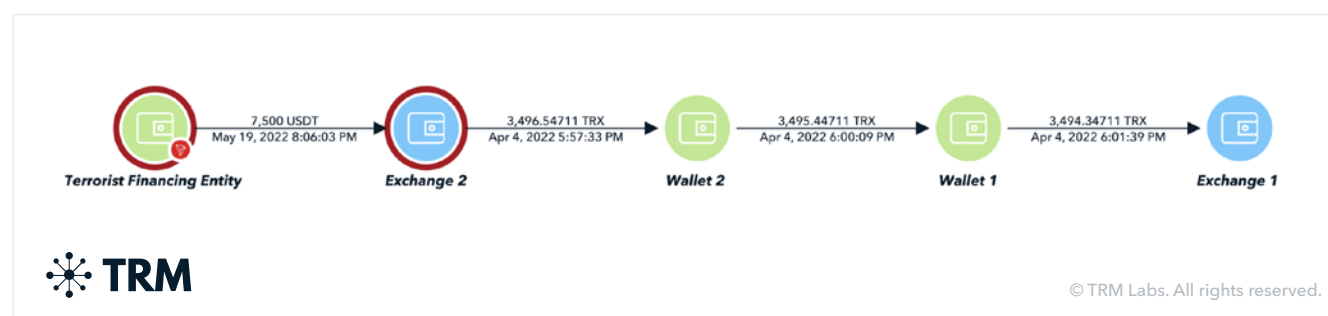 7,500 USDT
May 19, 2022 8:06:03 PM
3,496.54711 TRX
Apr 4, 2022 5:57:33 PM
3,495.44711 TRX
Apr 4, 2022 6:00:09 PM
3,494.34711 TRX
Apr 4, 2022 6:01:39 PM
Terrorist Financing Entity
Exchange 2
Wallet 2
Wallet 1
Exchange 1
TRM
© TRM Labs. All rights reserved.